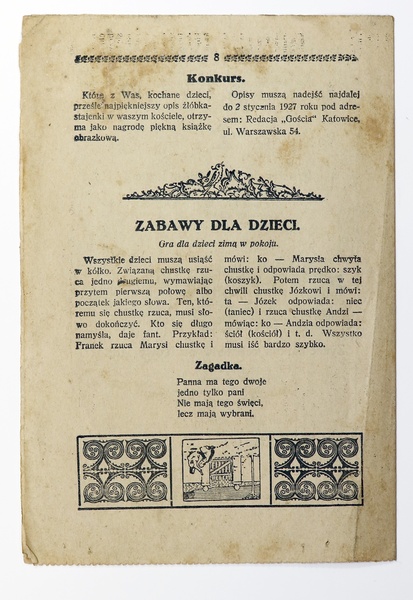 8
Konkurs.
Które z Was, kochane dzieci,
prześle najpiękniejszy opis żłóbka-
stajenki w waszym kościele, otrzy-
ma jako nagrodę piękną książkę
obrazkową.
Opisy muszą nadejść najdalej
do 2 stycznia 1927 roku pod adre-
sem: Redacja „Gościa" Katowice,
ul. Warszawska 54.
ZABAWY DLA DZIECI.
Gra dla dzieci zimą w pokoju.
Wszystkie dzieci muszą usiąść
w kółko. Związaną chustkę rzu-
ca jedno drugiemu, wymawiając
przytem pierwszą połowę albo
początek jakiego słowa. Ten, któ-
remu się chustkę rzuca, musi sło-
wo dokończyć. Kto się długo
namyśla, daje fant. Przykład:
Franek rzuca Marysi chustkę i
mówi: ko — Marysła chwyła
chustkę i odpowiada prędko: szyk
(koszyk). Potem rzuca w tej
chwili chustkę Józkowi i mówi:
ta — Józek odpowiada: niec
(taniec) i rzuca chustkę Andzi —
mówiąc: ko — Andzia odpowiada:
ściół (kościół) i t. d. Wszystko
musi iść bardzo szybko.
Zagadka.
Panna ma tego dwoje
jedno tylko pani
Nie mają tego święci,
lecz mają wybrani.